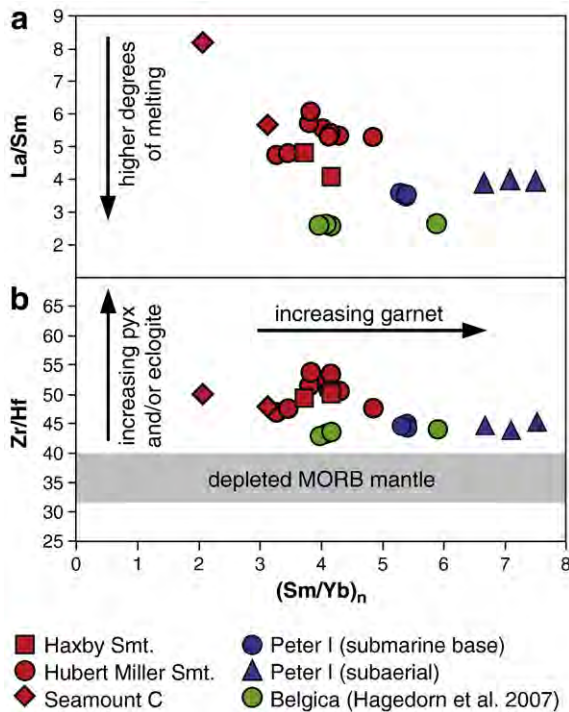 a
9
8
7
6
5
4
3
2
La/Sm
higher degrees
of melting
b
65
60
55
50
45
40
35
30
25
Zr/Hf
increasing pyx
and/or eclogite
increasing garnet
depleted MORB mantle
0 1 2 3 4 5 6 7 8
(Sm/Yb)n
Haxby Smt.
Hubert Miller Smt.
Seamount C
Peter I (submarine base)
Peter I (subaerial)
Belgica (Hagedorn et al. 2007)